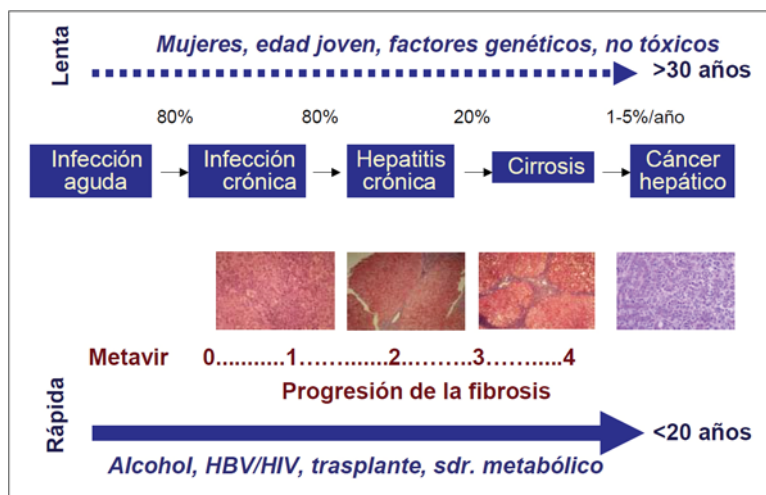 Lenta
Mujeres, edad joven, factores genéticos, no tóxicos
>30 años
80%
80%
20%
1-5%/año
Infección
aguda
Infección
crónica
Hepatitis
crónica
Cirrosis
Cáncer
hepático
Metavir 0...........1.............2.............3.............4
Progresión de la fibrosis
Rápida
<20 años
Alcohol, HBV/HIV, trasplante, sdr. metabólico